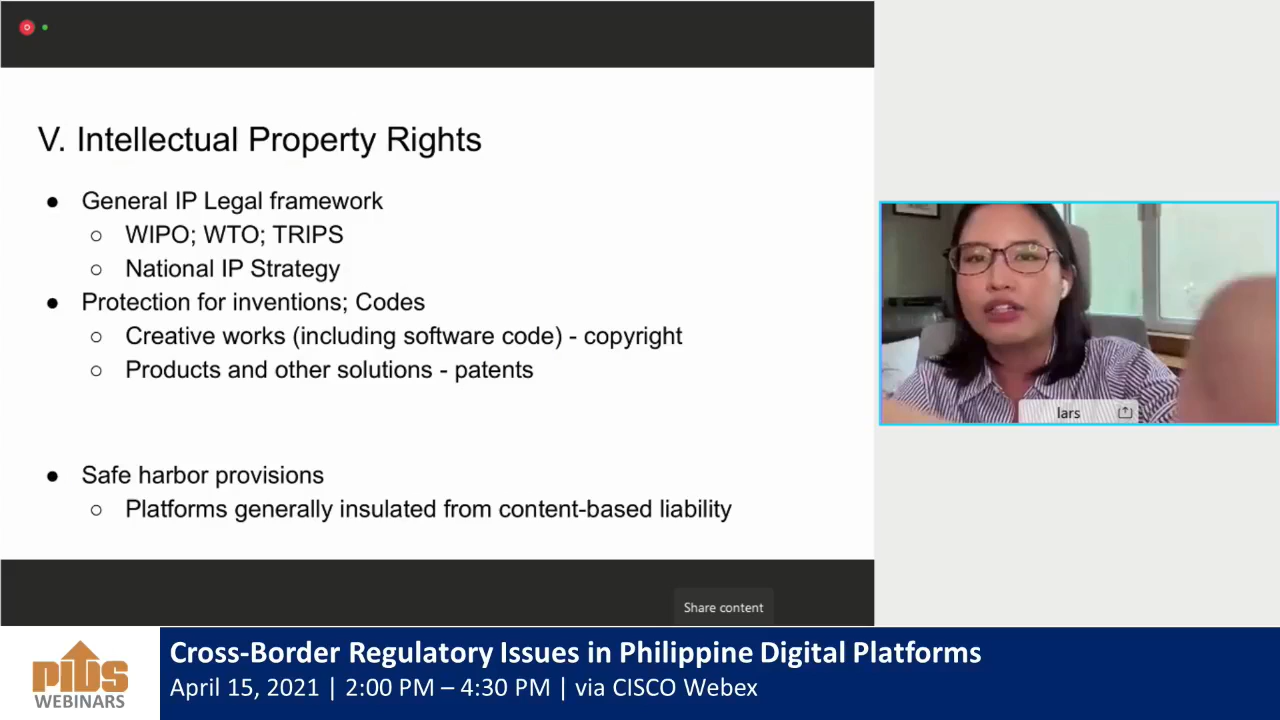 V. Intellectual Property Rights
● General IP Legal framework
○ WIPO; WTO; TRIPS
○ National IP Strategy
● Protection for inventions; Codes
○ Creative works (including software code) - copyright
○ Products and other solutions - patents
● Safe harbor provisions
○ Platforms generally insulated from content-based liability
lars
Share content
PIDS
WEBINARS
Cross-Border Regulatory Issues in Philippine Digital Platforms
April 15, 2021 | 2:00 PM – 4:30 PM | via CISCO Webex